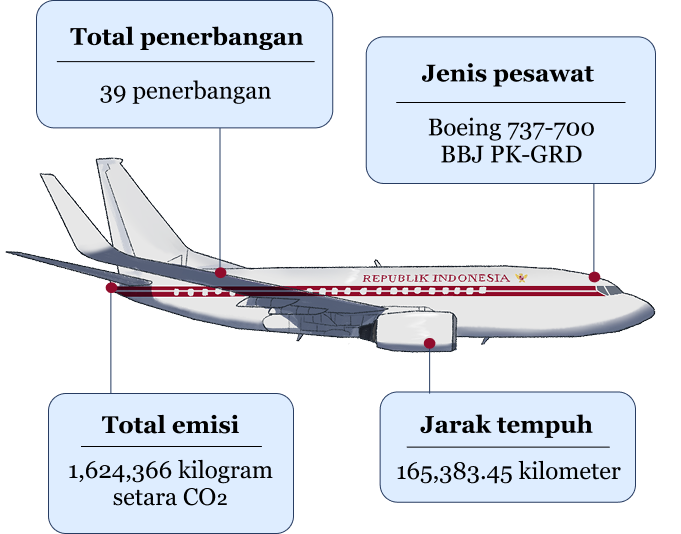 Total penerbangan
39 penerbangan
Jenis pesawat
Boeing 737-700
BBJ PK-GRD
REPUBLIK INDONESIA
Total emisi
1,624,366 kilogram
setara CO2
Jarak tempuh
165,383.45 kilometer